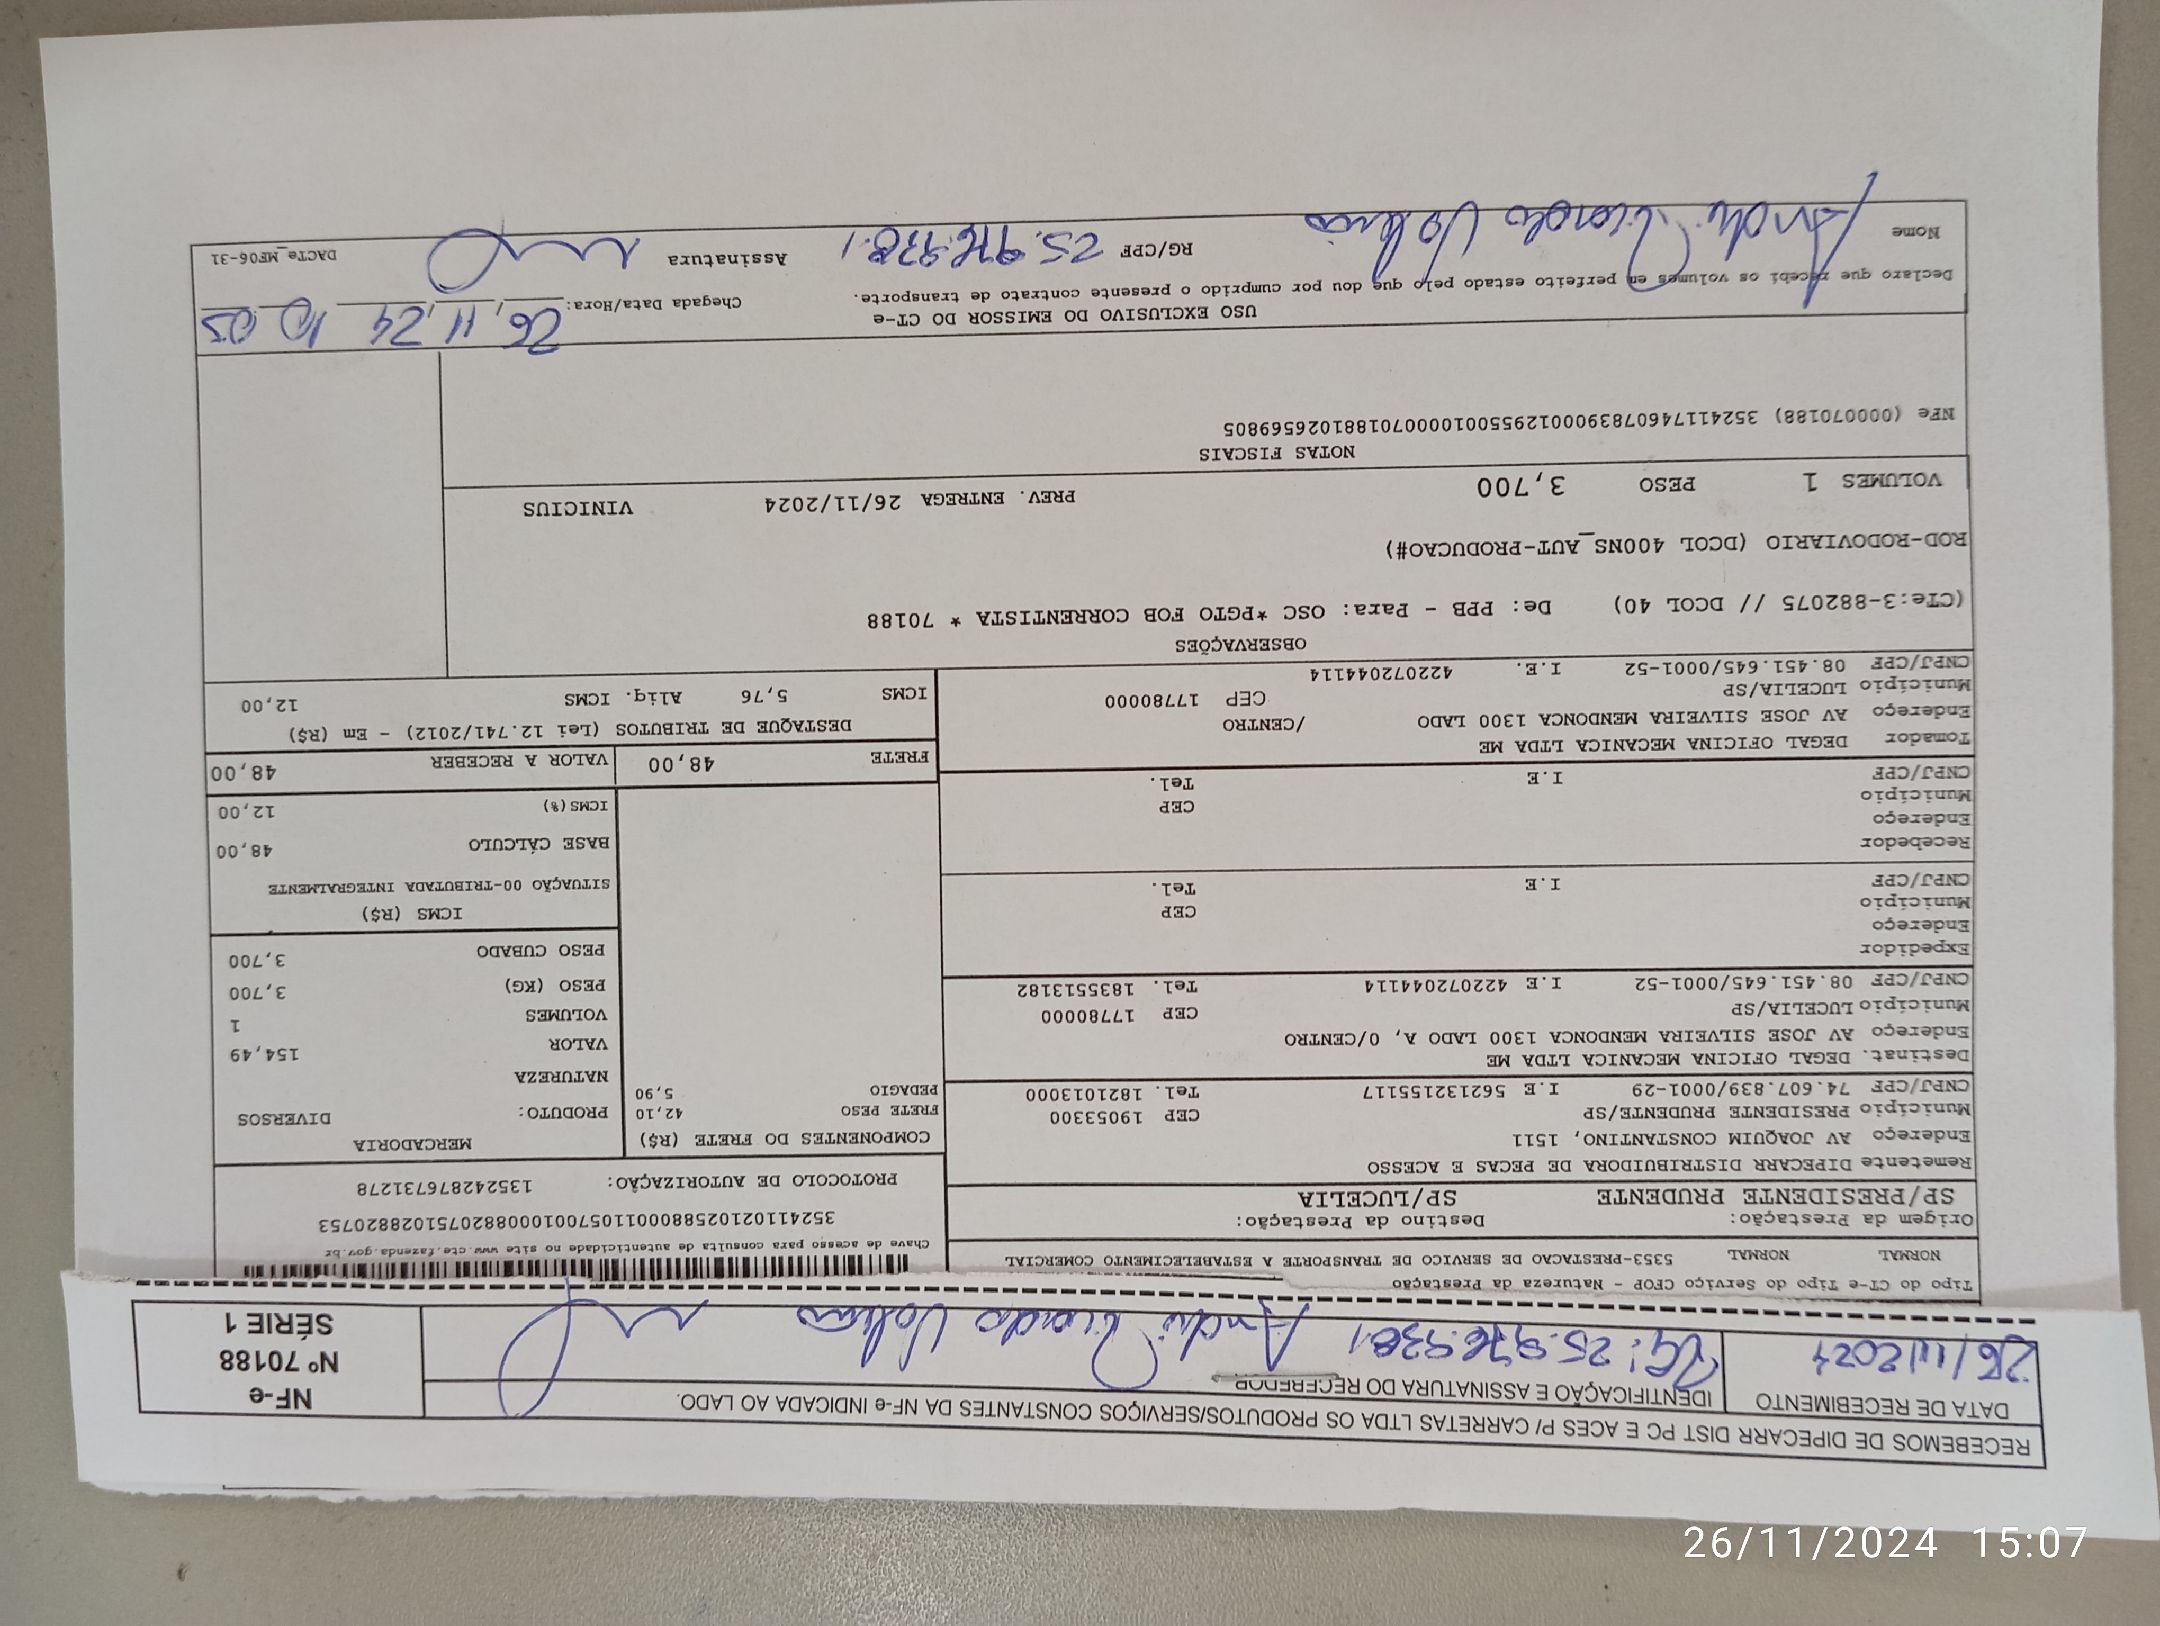 RECEBEMOS DE DIPECARR DIST PC E ACES P/ CARRETAS LTDA OS PRODUTOS/SERVIÇOS CONSTANTES DA NF-e INDICADA AO LADO.
DATA DE RECEBIMENTO
26/11/2024
IDENTIFICAÇÃO E ASSINATURA DO RECEBEDOR
RG: 25.976.938.1 André Ricardo
NF-e
Nº 70188
SÉRIE 1
Tipo do CT-e Tipo do Serviço CFOP - Natureza da Prestação
NORMAL NORMAL 5353-PRESTACAO DE SERVICO DE TRANSPORTE A ESTABELECIMENTO COMERCIAL
Origem da Prestação: Destino da Prestação:
SP/PRESIDENTE PRUDENTE SP/LUCELIA
Chave de acesso para consulta de autenticidade no site www.cte.fazenda.gov.br
35241102102588000110570010008820751028820753
PROTOCOLO DE AUTORIZAÇÃO: 135242876731278
Remetente DIPECARR DISTRIBUIDORA DE PECAS E ACESSO
Endereço AV JOAQUIM CONSTANTINO, 1511
Município PRESIDENTE PRUDENTE/SP CEP 19053300
CNPJ/CPF 74.607.839/0001-29 I.E 562132155117 Tel. 1821013000
Destinat. DEGAL OFICINA MECANICA LTDA ME
Endereço AV JOSE SILVEIRA MENDONCA 1300 LADO A, 0/CENTRO
Município LUCELIA/SP CEP 17780000
CNPJ/CPF 08.451.645/0001-52 I.E 422072044114 Tel. 1835513182
Expedidor
Endereço
Município CEP
CNPJ/CPF I.E Tel.
Recebedor
Endereço
Município CEP
CNPJ/CPF I.E Tel.
Tomador DEGAL OFICINA MECANICA LTDA ME
Endereço AV JOSE SILVEIRA MENDONCA 1300 LADO /CENTRO
Município LUCELIA/SP CEP 17780000
CNPJ/CPF 08.451.645/0001-52 I.E. 422072044114
COMPONENTES DO FRETE (R$)
FRETE PESO 42,10
PEDAGIO 5,90
MERCADORIA
PRODUTO: DIVERSOS
NATUREZA
VALOR 154,49
VOLUMES 1
PESO (KG) 3,700
PESO CUBADO 3,700
ICMS (R$)
SITUAÇÃO 00-TRIBUTADA INTEGRALMENTE
BASE CÁLCULO 48,00
ICMS(%) 12,00
FRETE 48,00 VALOR A RECEBER 48,00
DESTAQUE DE TRIBUTOS (Lei 12.741/2012) - Em (R$)
ICMS 5,76 Aliq. ICMS 12,00
OBSERVAÇÕES
(CTe:3-882075 // DCOL 40) De: PPB - Para: OSC *PGTO FOB CORRENTISTA * 70188
ROD-RODOVIARIO (DCOL 400NS_AUT-PRODUCAO#)
VOLUMES 1 PESO 3,700 PREV. ENTREGA 26/11/2024 VINICIUS
NOTAS FISCAIS
NFe (000070188) 35241174607839000129550010000701881026569805
USO EXCLUSIVO DO EMISSOR DO CT-e
Declaro que recebi os volumes em perfeito estado pelo que dou por cumprido o presente contrato de transporte.
Chegada Data/Hora: 26, 11, 24 10 05
Nome André Ricardo RG/CPF 25.976.938.1 Assinatura
DACTe_MF06-31
26/11/2024 15:07